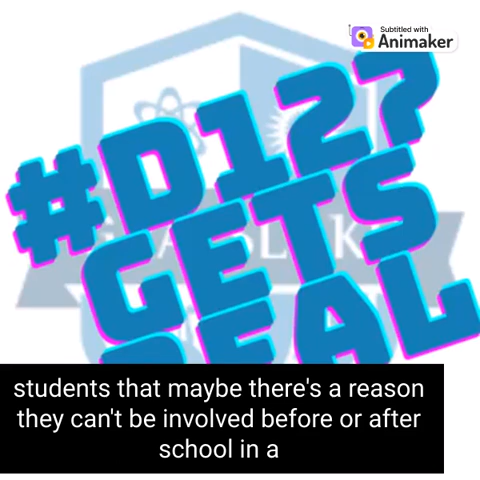 Subtitled with
Animaker
#D127
GETS
REAL
students that maybe there's a reason
they can't be involved before or after
school in a